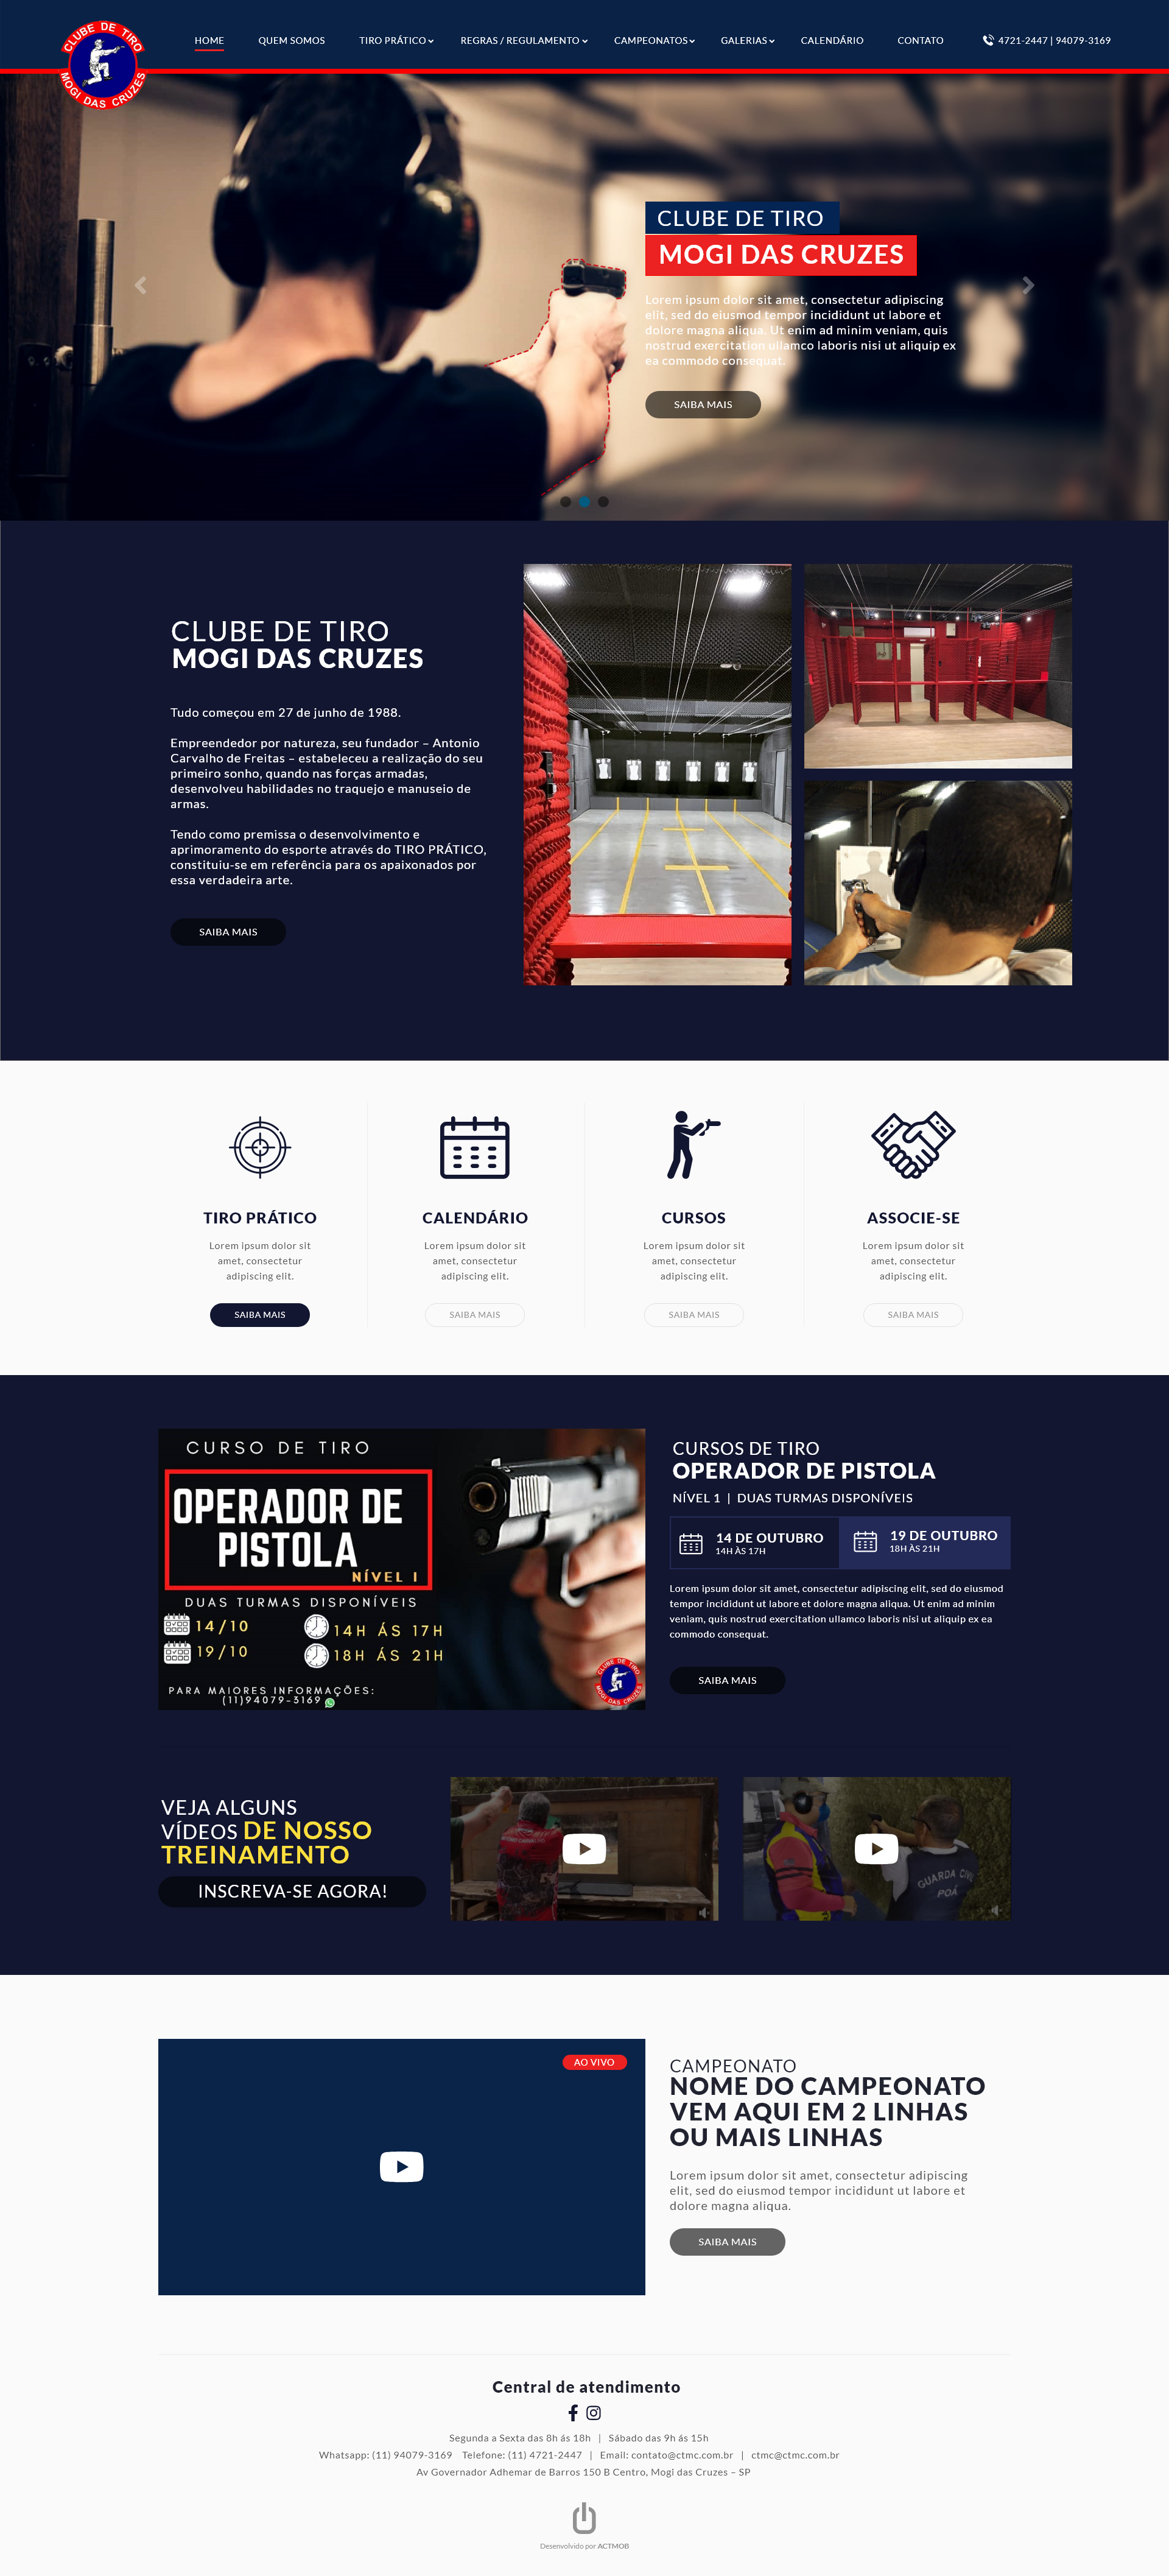 CLUBE DE TIRO
MOGI DAS CRUZES
HOME
QUEM SOMOS
TIRO PRÁTICO
REGRAS / REGULAMENTO
CAMPEONATOS
GALERIAS
CALENDÁRIO
CONTATO
4721-2447 | 94079-3169
CLUBE DE TIRO
MOGI DAS CRUZES
Lorem ipsum dolor sit amet, consectetur adipiscing
elit, sed do eiusmod tempor incididunt ut labore et
dolore magna aliqua. Ut enim ad minim veniam, quis
nostrud exercitation ullamco laboris nisi ut aliquip ex
ea commodo consequat.
SAIBA MAIS
CLUBE DE TIRO
MOGI DAS CRUZES
Tudo começou em 27 de junho de 1988.
Empreendedor por natureza, seu fundador – Antonio
Carvalho de Freitas – estabeleceu a realização do seu
primeiro sonho, quando nas forças armadas,
desenvolveu habilidades no traquejo e manuseio de
armas.
Tendo como premissa o desenvolvimento e
aprimoramento do esporte através do TIRO PRÁTICO,
constituiu-se em referência para os apaixonados por
essa verdadeira arte.
SAIBA MAIS
TIRO PRÁTICO
Lorem ipsum dolor sit
amet, consectetur
adipiscing elit.
SAIBA MAIS
CALENDÁRIO
Lorem ipsum dolor sit
amet, consectetur
adipiscing elit.
SAIBA MAIS
CURSOS
Lorem ipsum dolor sit
amet, consectetur
adipiscing elit.
SAIBA MAIS
ASSOCIE-SE
Lorem ipsum dolor sit
amet, consectetur
adipiscing elit.
SAIBA MAIS
CURSO DE TIRO
OPERADOR DE
PISTOLA
NÍVEL I
DUAS TURMAS DISPONÍVEIS
14/10
14H ÁS 17H
19/10
18H ÁS 21H
PARA MAIORES INFORMAÇÕES:
(11)94079-3169
CLUBE DE TIRO
MOGI DAS CRUZES
CURSOS DE TIRO
OPERADOR DE PISTOLA
NÍVEL 1 | DUAS TURMAS DISPONÍVEIS
14 DE OUTUBRO
14H ÀS 17H
19 DE OUTUBRO
18H ÀS 21H
Lorem ipsum dolor sit amet, consectetur adipiscing elit, sed do eiusmod
tempor incididunt ut labore et dolore magna aliqua. Ut enim ad minim
veniam, quis nostrud exercitation ullamco laboris nisi ut aliquip ex ea
commodo consequat.
SAIBA MAIS
VEJA ALGUNS
VÍDEOS DE NOSSO
TREINAMENTO
INSCREVA-SE AGORA!
GUARDA CIVIL
POÁ
AO VIVO
CAMPEONATO
NOME DO CAMPEONATO
VEM AQUI EM 2 LINHAS
OU MAIS LINHAS
Lorem ipsum dolor sit amet, consectetur adipiscing
elit, sed do eiusmod tempor incididunt ut labore et
dolore magna aliqua.
SAIBA MAIS
Central de atendimento
Segunda a Sexta das 8h ás 18h | Sábado das 9h ás 15h
Whatsapp: (11) 94079-3169 Telefone: (11) 4721-2447 | Email: contato@ctmc.com.br | ctmc@ctmc.com.br
Av Governador Adhemar de Barros 150 B Centro, Mogi das Cruzes – SP
Desenvolvido por ACTMOB